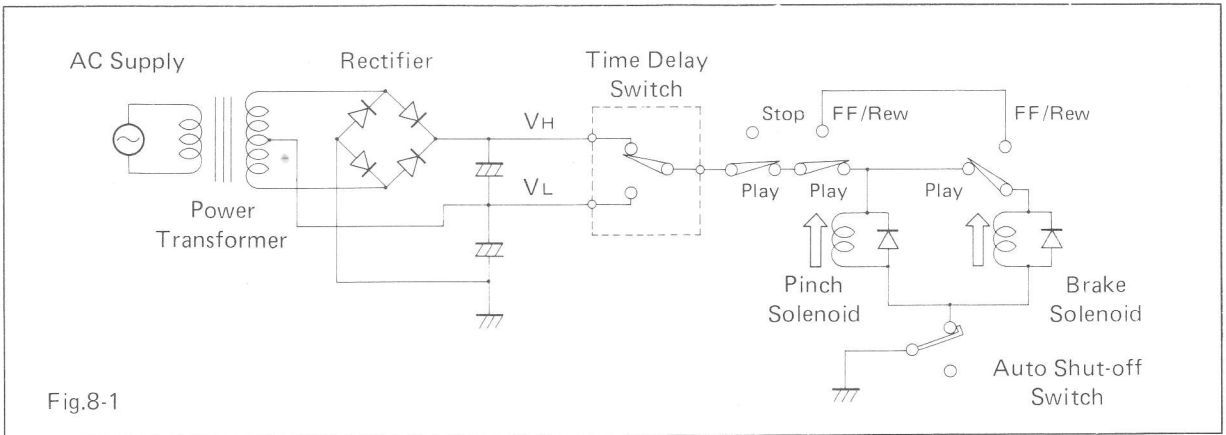 AC Supply
Rectifier
Time Delay
Switch
Stop
FF/Rew
FF/Rew
VH
VL
Play
Play
Play
Power
Transformer
Pinch
Solenoid
Brake
Solenoid
Auto Shut-off
Switch
Fig.8-1